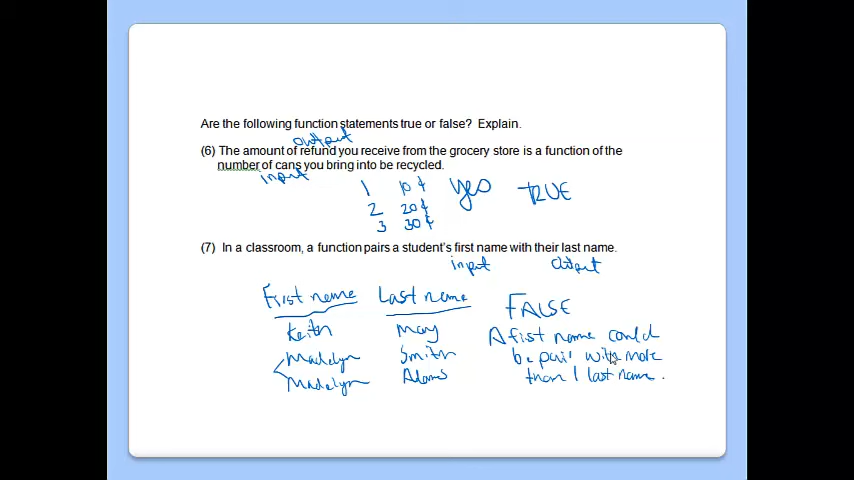 Are the following function statements true or false? Explain.
output
(6) The amount of refund you receive from the grocery store is a function of the
number of cans you bring into be recycled.
input
1 10¢ yes TRUE
2 20¢
3 30¢
(7) In a classroom, a function pairs a student's first name with their last name.
input output
First name Last name FALSE
Keith May A fist name could
Madelyn Smith be pair with more
Madelyn Adams than 1 last name.